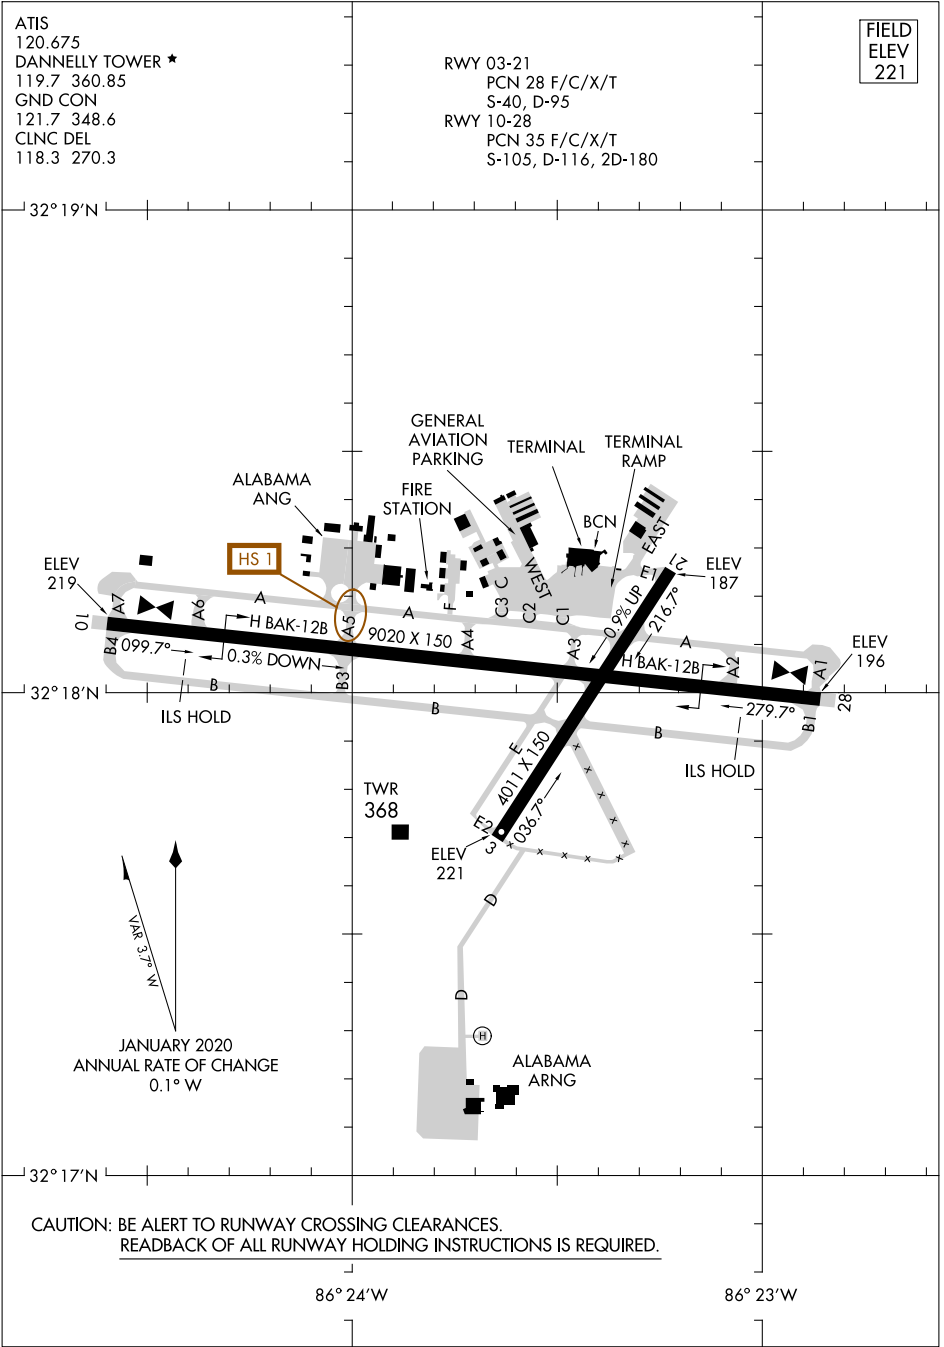 ATIS
120.675
DANNELLY TOWER ★
119.7 360.85
GND CON
121.7 348.6
CLNC DEL
118.3 270.3
RWY 03-21
PCN 28 F/C/X/T
S-40, D-95
RWY 10-28
PCN 35 F/C/X/T
S-105, D-116, 2D-180
FIELD
ELEV
221
32°19'N
GENERAL
AVIATION
PARKING
TERMINAL
TERMINAL
RAMP
ALABAMA
ANG
FIRE
STATION
BCN
EAST
WEST
HS 1
ELEV
219
ELEV
187
21
E1
0.9% UP
216.7°
A7
A6
A
A5
A
F
C3
C
C2
C1
A4
A3
A
A2
A1
10
H BAK-12B
9020 X 150
H BAK-12B
ELEV
196
099.7°
0.3% DOWN
279.7°
28
B4
B3
B
B
B
B1
32°18'N
ILS HOLD
ILS HOLD
E
4011 X 150
036.7°
E2
3
TWR
368
ELEV
221
D
D
VAR 3.7° W
JANUARY 2020
ANNUAL RATE OF CHANGE
0.1° W
H
ALABAMA
ARNG
32°17'N
CAUTION: BE ALERT TO RUNWAY CROSSING CLEARANCES.
READBACK OF ALL RUNWAY HOLDING INSTRUCTIONS IS REQUIRED.
86°24'W
86°23'W